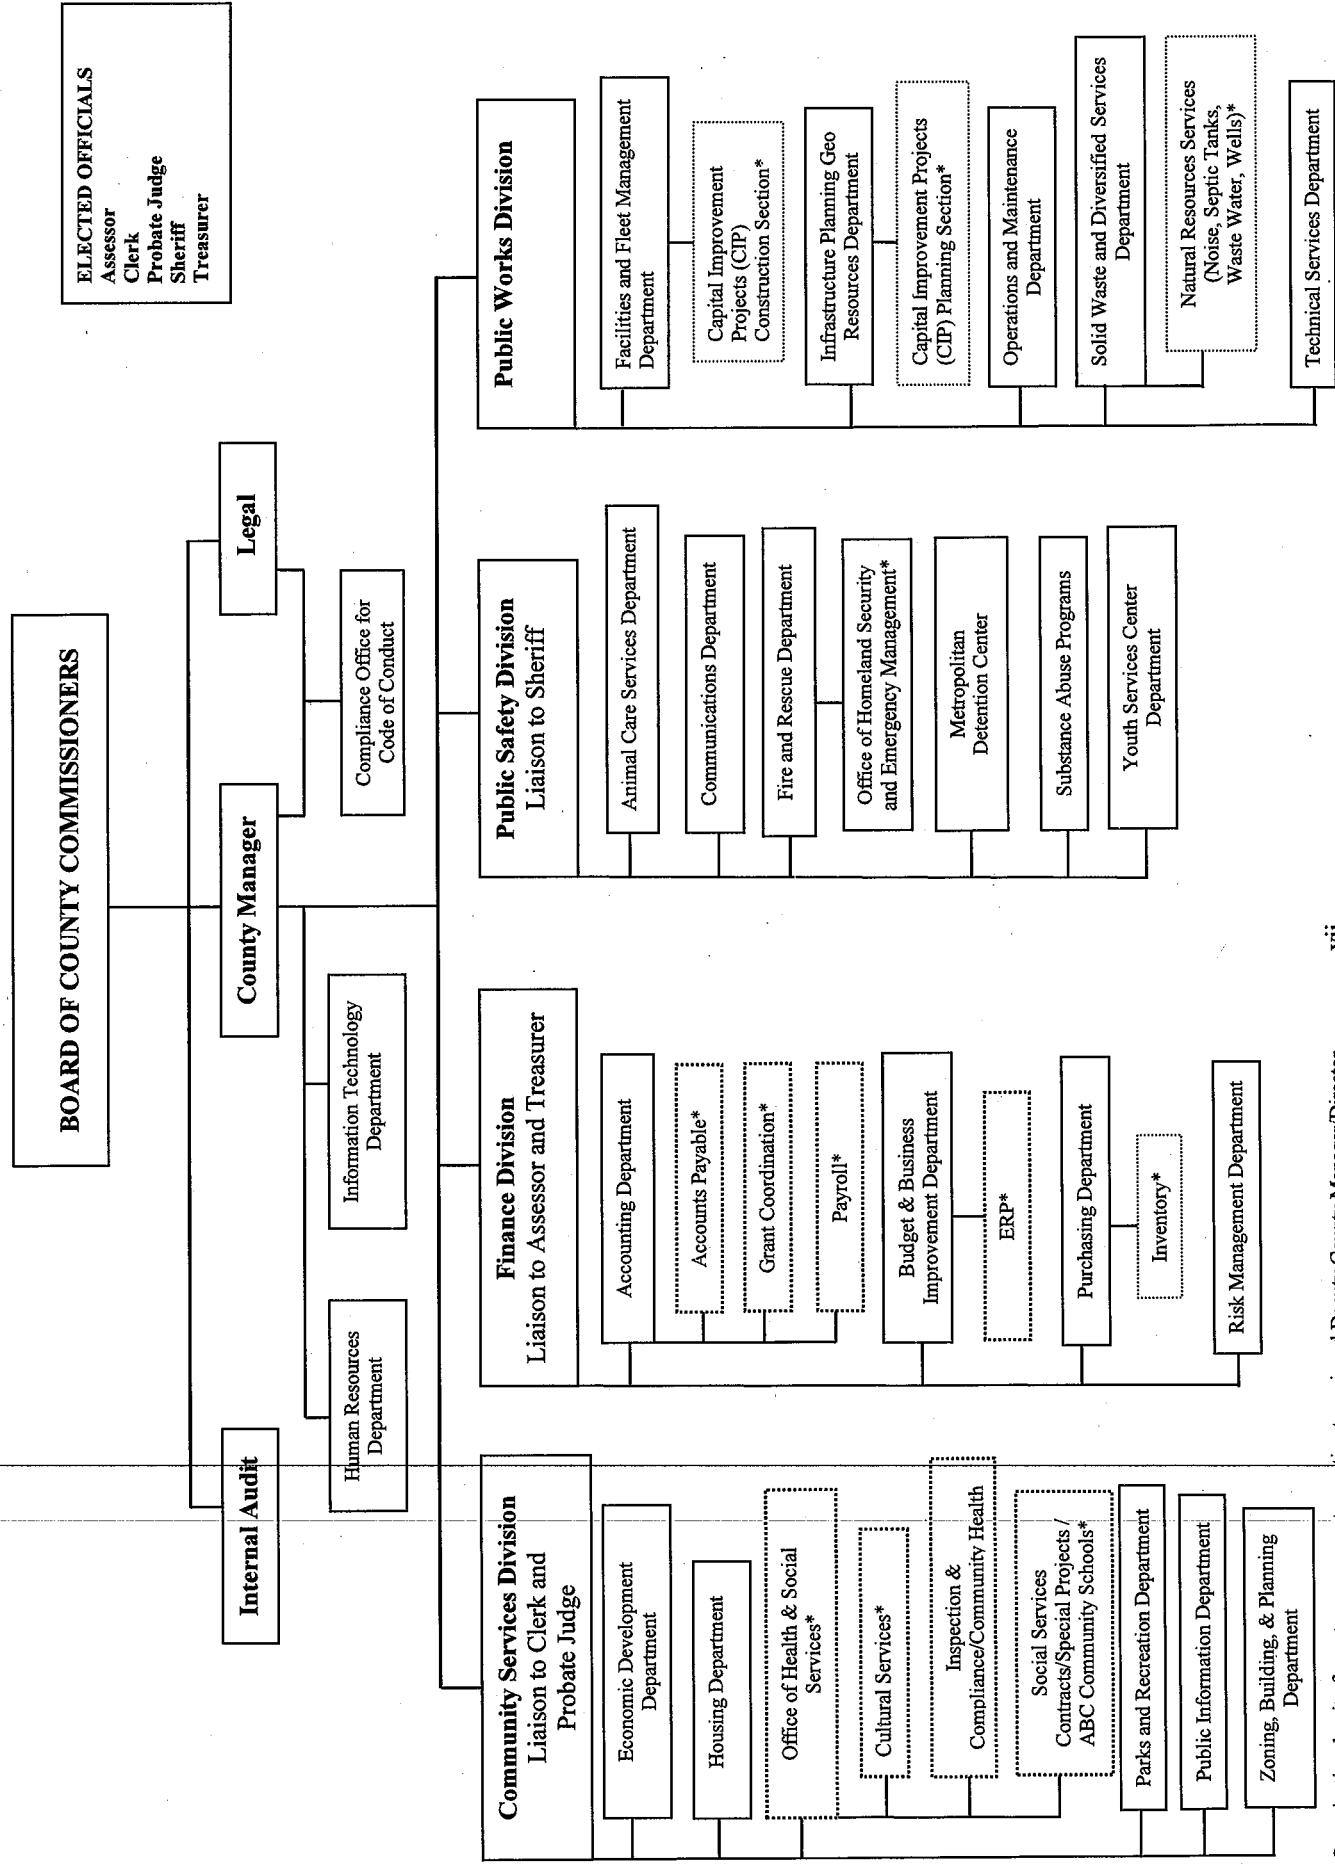 BOARD OF COUNTY COMMISSIONERS
ELECTED OFFICIALS
Assessor
Clerk
Probate Judge
Sheriff
Treasurer
Internal Audit
County Manager
Legal
Human Resources
Department
Information Technology
Department
Compliance Office for
Code of Conduct
Community Services Division
Liaison to Clerk and
Probate Judge
Economic Development
Department
Housing Department
Office of Health & Social
Services*
Cultural Services*
Inspection &
Compliance/Community Health
Social Services
Contracts/Special Projects /
ABC Community Schools*
Parks and Recreation Department
Public Information Department
Zoning, Building, & Planning
Department
Finance Division
Liaison to Assessor and Treasurer
Accounting Department
Accounts Payable*
Grant Coordination*
Payroll*
Budget & Business
Improvement Department
ERP*
Purchasing Department
Inventory*
Risk Management Department
Public Safety Division
Liaison to Sheriff
Animal Care Services Department
Communications Department
Fire and Rescue Department
Office of Homeland Security
and Emergency Management*
Metropolitan
Detention Center
Substance Abuse Programs
Youth Services Center
Department
Public Works Division
Facilities and Fleet Management
Department
Capital Improvement
Projects (CIP)
Construction Section*
Infrastructure Planning Geo
Resources Department
Capital Improvement Projects
(CIP) Planning Section*
Operations and Maintenance
Department
Solid Waste and Diversified Services
Department
Natural Resources Services
(Noise, Septic Tanks,
Waste Water, Wells)*
Technical Services Department